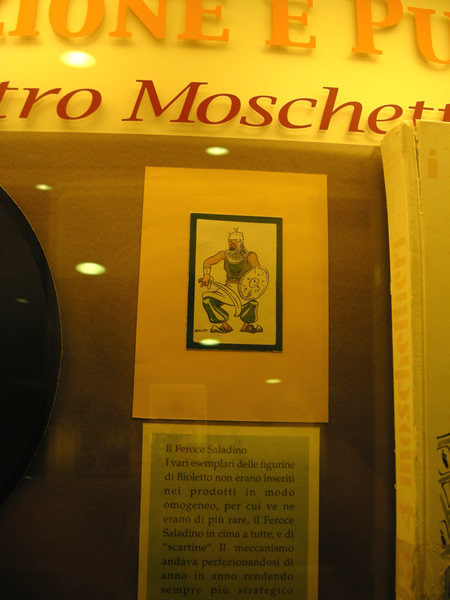 ZIONE E PU
tro Moschett
moschettieri
Il Feroce Saladino
I vari esemplari delle figurine
di Bioletto non erano inseriti
nei prodotti in modo
omogeneo, per cui ve ne
erano di più rare, il Feroce
Saladino in cima a tutte, e di
"scartine". Il meccanismo
andava perfezionandosi di
anno in anno rendendo
sempre più strategico